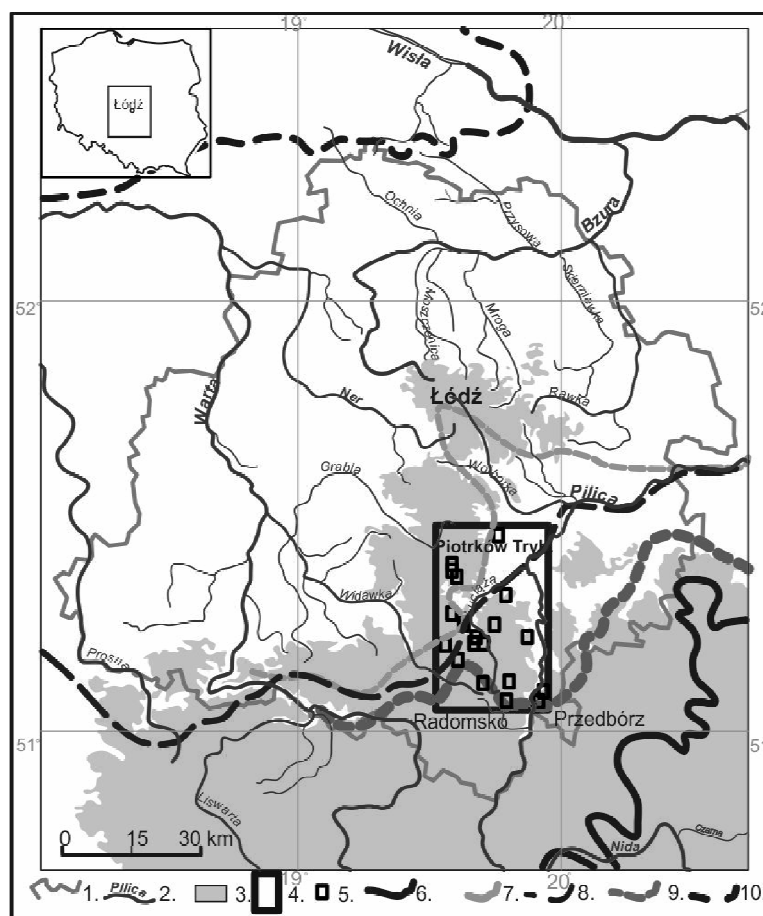 19° 20°
Wisła
Łódź
Ochnia
Przysowa
Bzura
52° 52
Moszczenica
Mroga
Skierniewka
Warta
Ner
Łódź
Rawka
Grabia
Wolbórka
Pilica
Piotrków Tryb.
Widawka
Luciąża
Prosna
Radomsko Przedbórz
51° 51
Liswarta
Czarna
Nida
0 15 30 km
19° 20°
1. Pilica 2. 3. 4. 5. 6. 7. 8. 9. 10